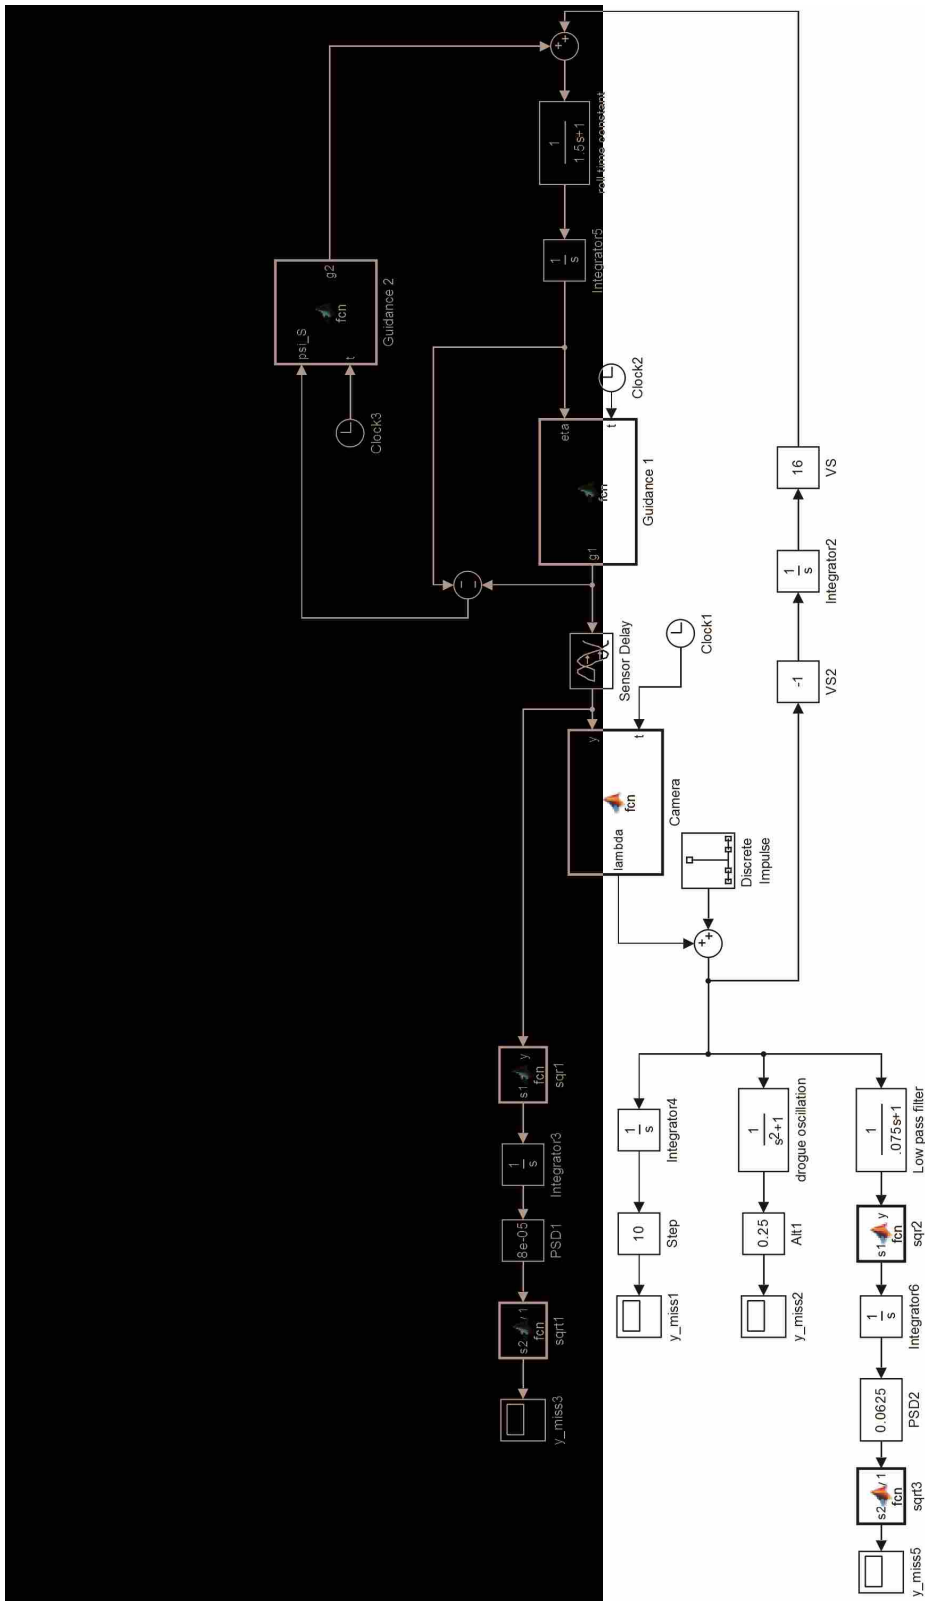 +
+
1
1.5s+1
roll time constant
1
s
Integrator5
g2
fcn
psi_S
t
Guidance 2
Clock3
Clock2
eta
t
fcn
g1
Guidance 1
16
VS
1
s
Integrator2
-1
VS2
Sensor Delay
Clock1
y
t
fcn
lambda
Camera
Discrete
Impulse
+
+
s1
y
fcn
sqr1
1
s
Integrator3
8e-05
PSD1
s2
1
fcn
sqrt1
y_miss3
1
s
Integrator4
10
Step
y_miss1
1
s2+1
drogue oscillation
0.25
Alt1
y_miss2
1
.075s+1
Low pass filter
s1
y
fcn
sqr2
1
s
Integrator6
0.0625
PSD2
s2
1
fcn
sqrt3
y_miss5